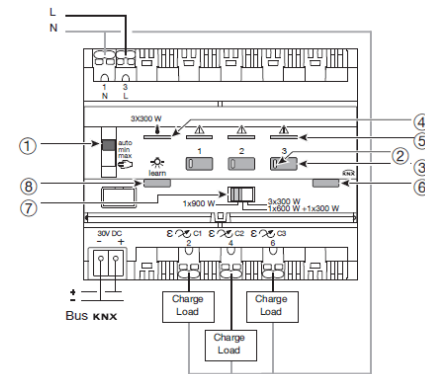 L
N
1 3
N L
3X300 W
④
⑤
①
auto
min
max
1 2 3
②
③
learn
KNX
⑧
⑥
⑦
1x900 W
3x300 W
1x600 W +1x300 W
30V DC
- +
C1 C2 C3
2 4 6
+
-
Bus KNX
Charge
Load
Charge
Load
Charge
Load